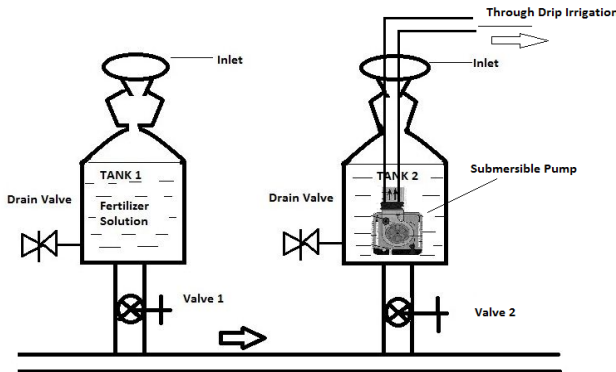 Through Drip Irrigation
Inlet
Inlet
TANK 1
TANK 2
Submersible Pump
Drain Valve
Fertilizer
Solution
Drain Valve
Valve 1
Valve 2